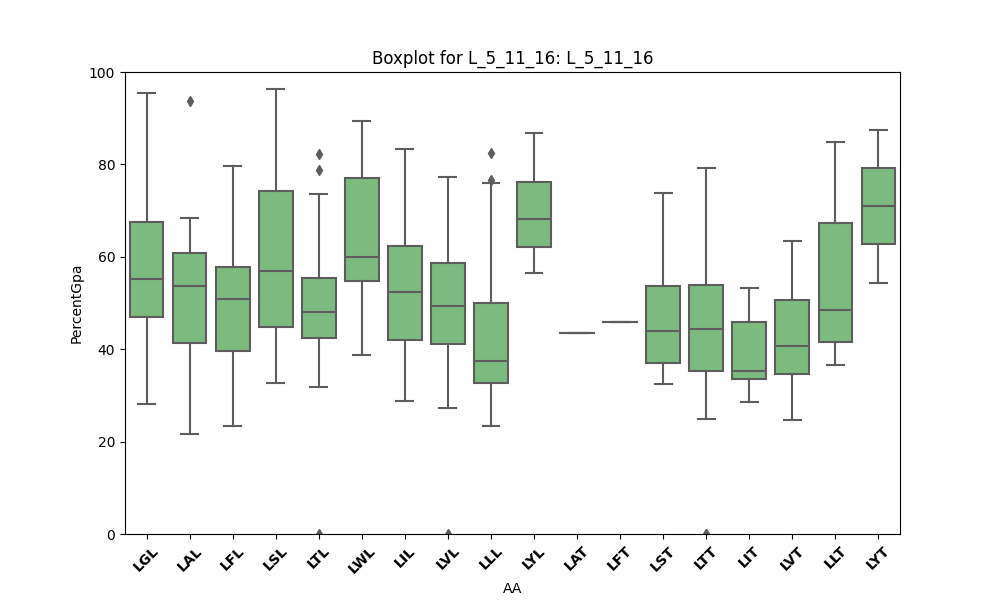 Boxplot for L_5_11_16: L_5_11_16
100
80
60
40
20
0
PercentGpa
LGL LAL LFL LSL LTL LWL LIL LVL LLL LYL LAT LFT LST LTT LIT LVT LLT LYT
AA